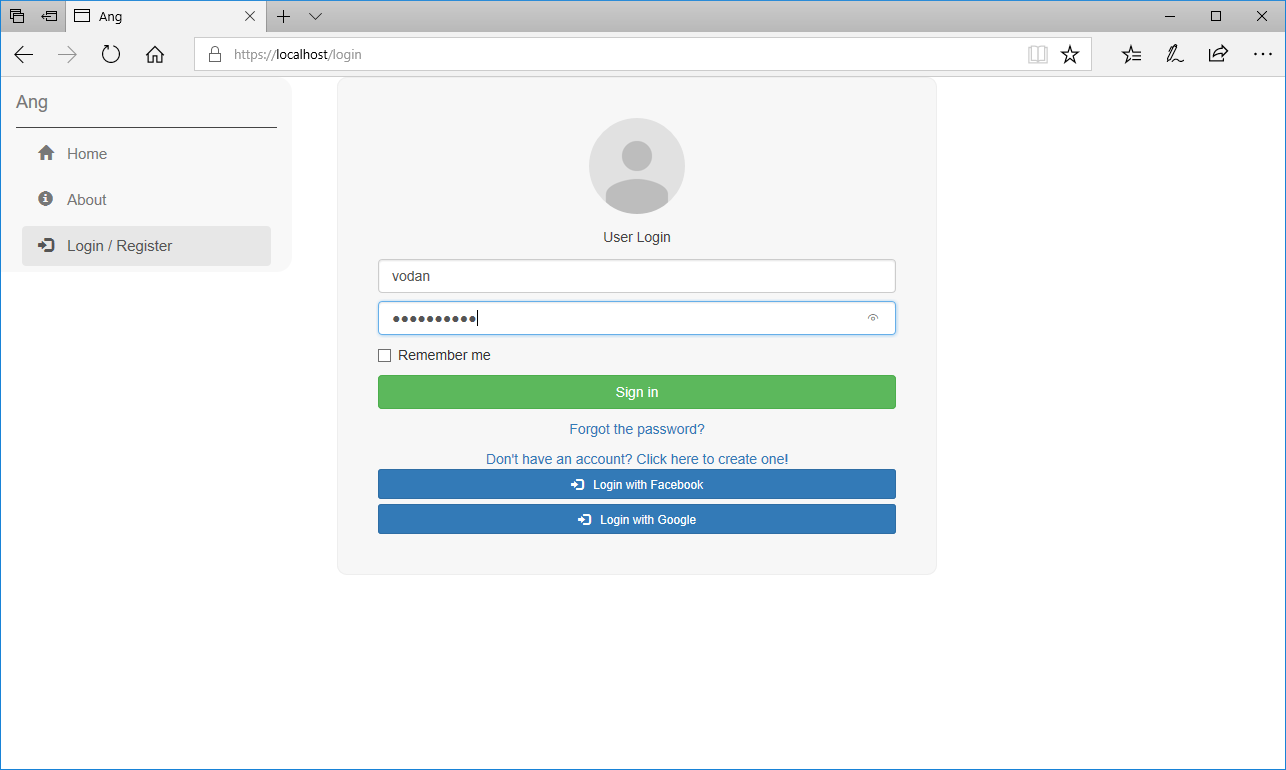 Ang
https://localhost/login
Ang
Home
About
Login / Register
User Login
vodan
●●●●●●●●●●
Remember me
Sign in
Forgot the password?
Don't have an account? Click here to create one!
Login with Facebook
Login with Google